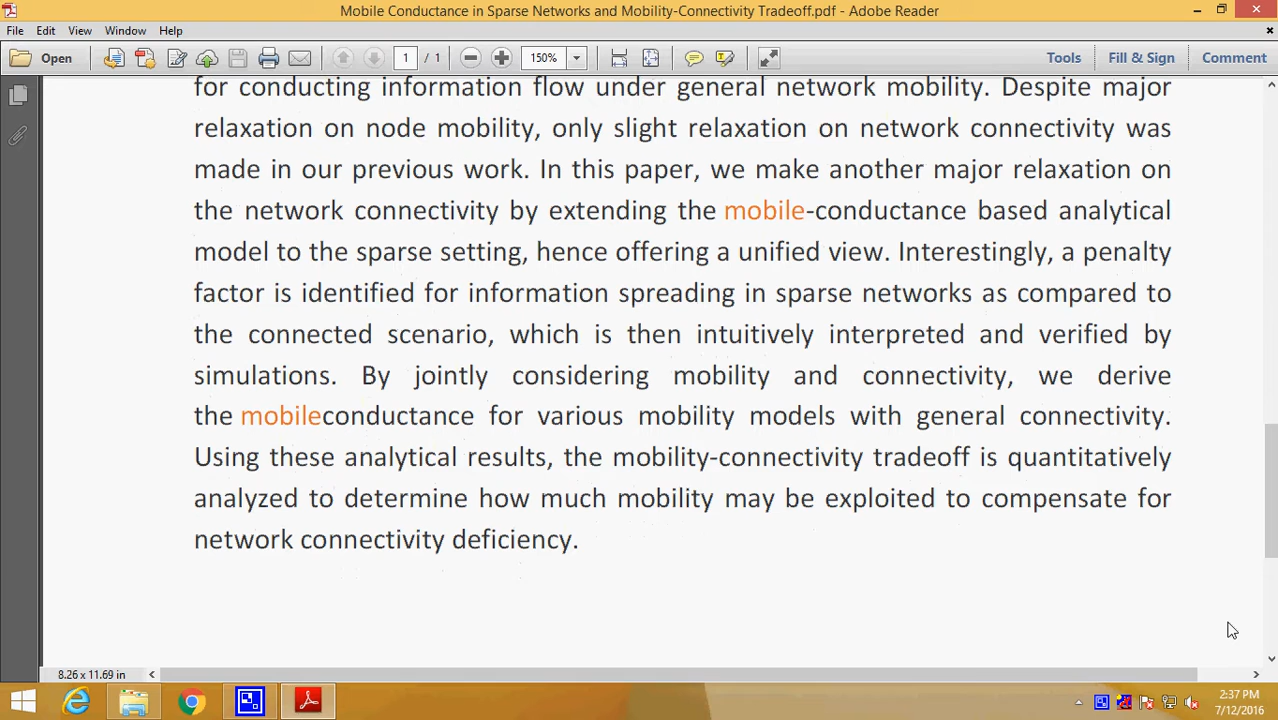 Mobile Conductance in Sparse Networks and Mobility-Connectivity Tradeoff.pdf - Adobe Reader
File Edit View Window Help
Open 1 / 1 150% Tools Fill & Sign Comment
for conducting information flow under general network mobility. Despite major
relaxation on node mobility, only slight relaxation on network connectivity was
made in our previous work. In this paper, we make another major relaxation on
the network connectivity by extending the mobile-conductance based analytical
model to the sparse setting, hence offering a unified view. Interestingly, a penalty
factor is identified for information spreading in sparse networks as compared to
the connected scenario, which is then intuitively interpreted and verified by
simulations. By jointly considering mobility and connectivity, we derive
the mobileconductance for various mobility models with general connectivity.
Using these analytical results, the mobility-connectivity tradeoff is quantitatively
analyzed to determine how much mobility may be exploited to compensate for
network connectivity deficiency.
8.26 x 11.69 in
2:37 PM
7/12/2016